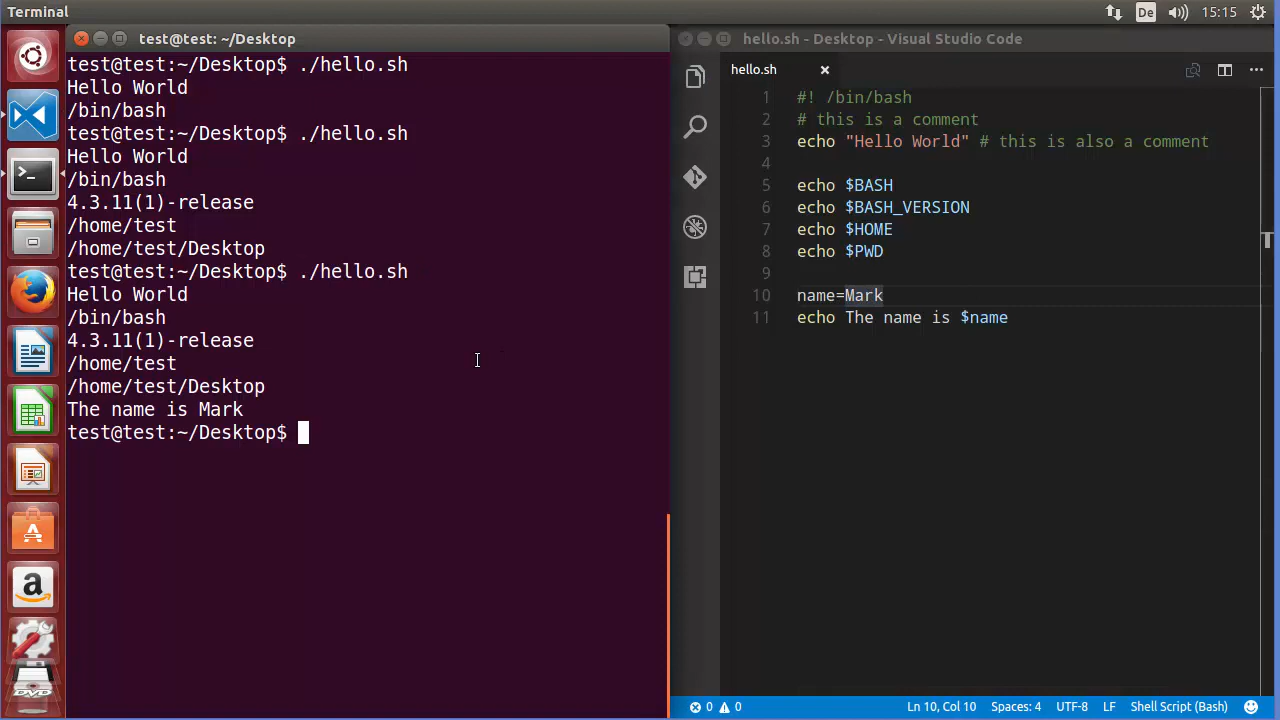 Terminal
De
15:15
test@test: ~/Desktop
test@test:~/Desktop$ ./hello.sh
Hello World
/bin/bash
test@test:~/Desktop$ ./hello.sh
Hello World
/bin/bash
4.3.11(1)-release
/home/test
/home/test/Desktop
test@test:~/Desktop$ ./hello.sh
Hello World
/bin/bash
4.3.11(1)-release
/home/test
/home/test/Desktop
The name is Mark
test@test:~/Desktop$
hello.sh - Desktop - Visual Studio Code
hello.sh
1 #! /bin/bash
2 # this is a comment
3 echo "Hello World" # this is also a comment
4
5 echo $BASH
6 echo $BASH_VERSION
7 echo $HOME
8 echo $PWD
9
10 name=Mark
11 echo The name is $name
0 0 Ln 10, Col 10 Spaces: 4 UTF-8 LF Shell Script (Bash)